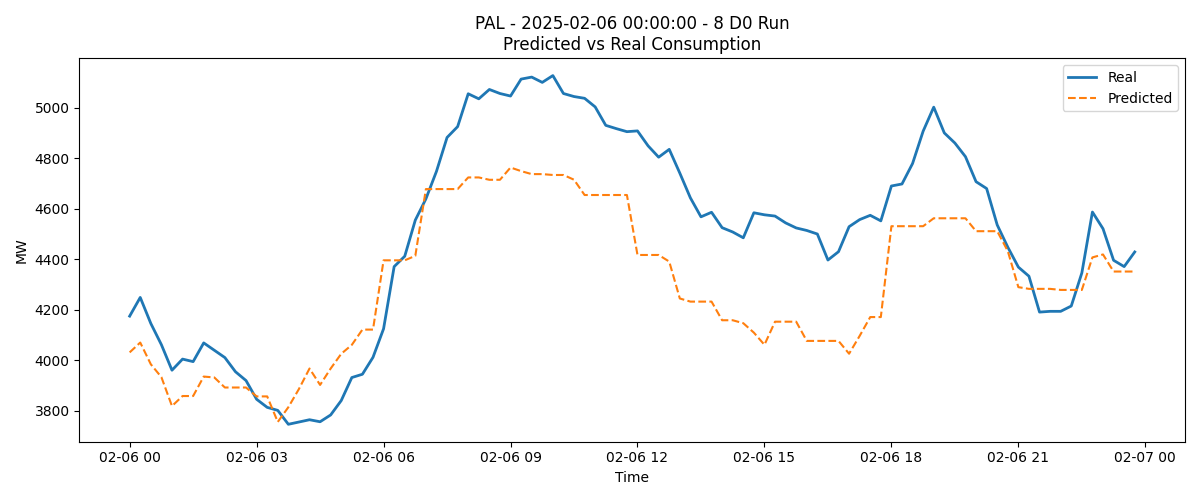 PAL - 2025-02-06 00:00:00 - 8 D0 Run
Predicted vs Real Consumption
Real
Predicted
MW
5000
4800
4600
4400
4200
4000
3800
02-06 00
02-06 03
02-06 06
02-06 09
02-06 12
02-06 15
02-06 18
02-06 21
02-07 00
Time